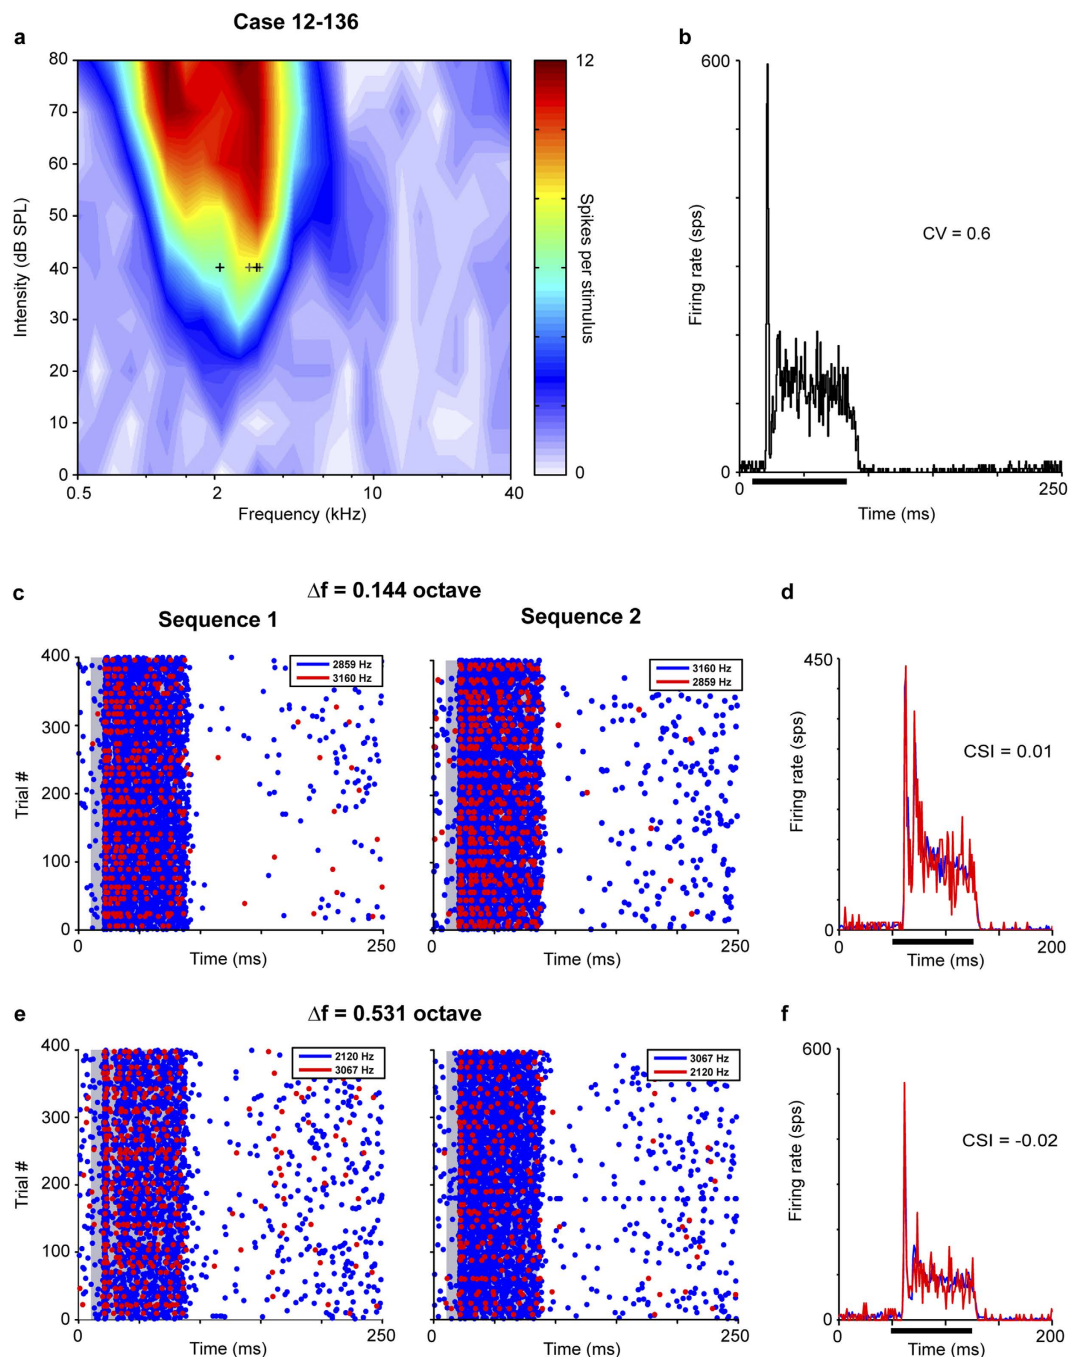 Case 12-136
a
80
70
60
50
40
30
20
10
0
Intensity (dB SPL)
0.5
2
10
40
Frequency (kHz)
12
0
Spikes per stimulus
b
600
0
Firing rate (sps)
CV = 0.6
0
250
Time (ms)
c
Δf = 0.144 octave
Sequence 1
Sequence 2
400
300
200
100
0
Trial #
2859 Hz
3160 Hz
0
250
Time (ms)
3160 Hz
2859 Hz
0
250
Time (ms)
d
450
0
Firing rate (sps)
CSI = 0.01
0
200
Time (ms)
e
Δf = 0.531 octave
400
300
200
100
0
Trial #
2120 Hz
3067 Hz
0
250
Time (ms)
3067 Hz
2120 Hz
0
250
Time (ms)
f
600
0
Firing rate (sps)
CSI = -0.02
0
200
Time (ms)